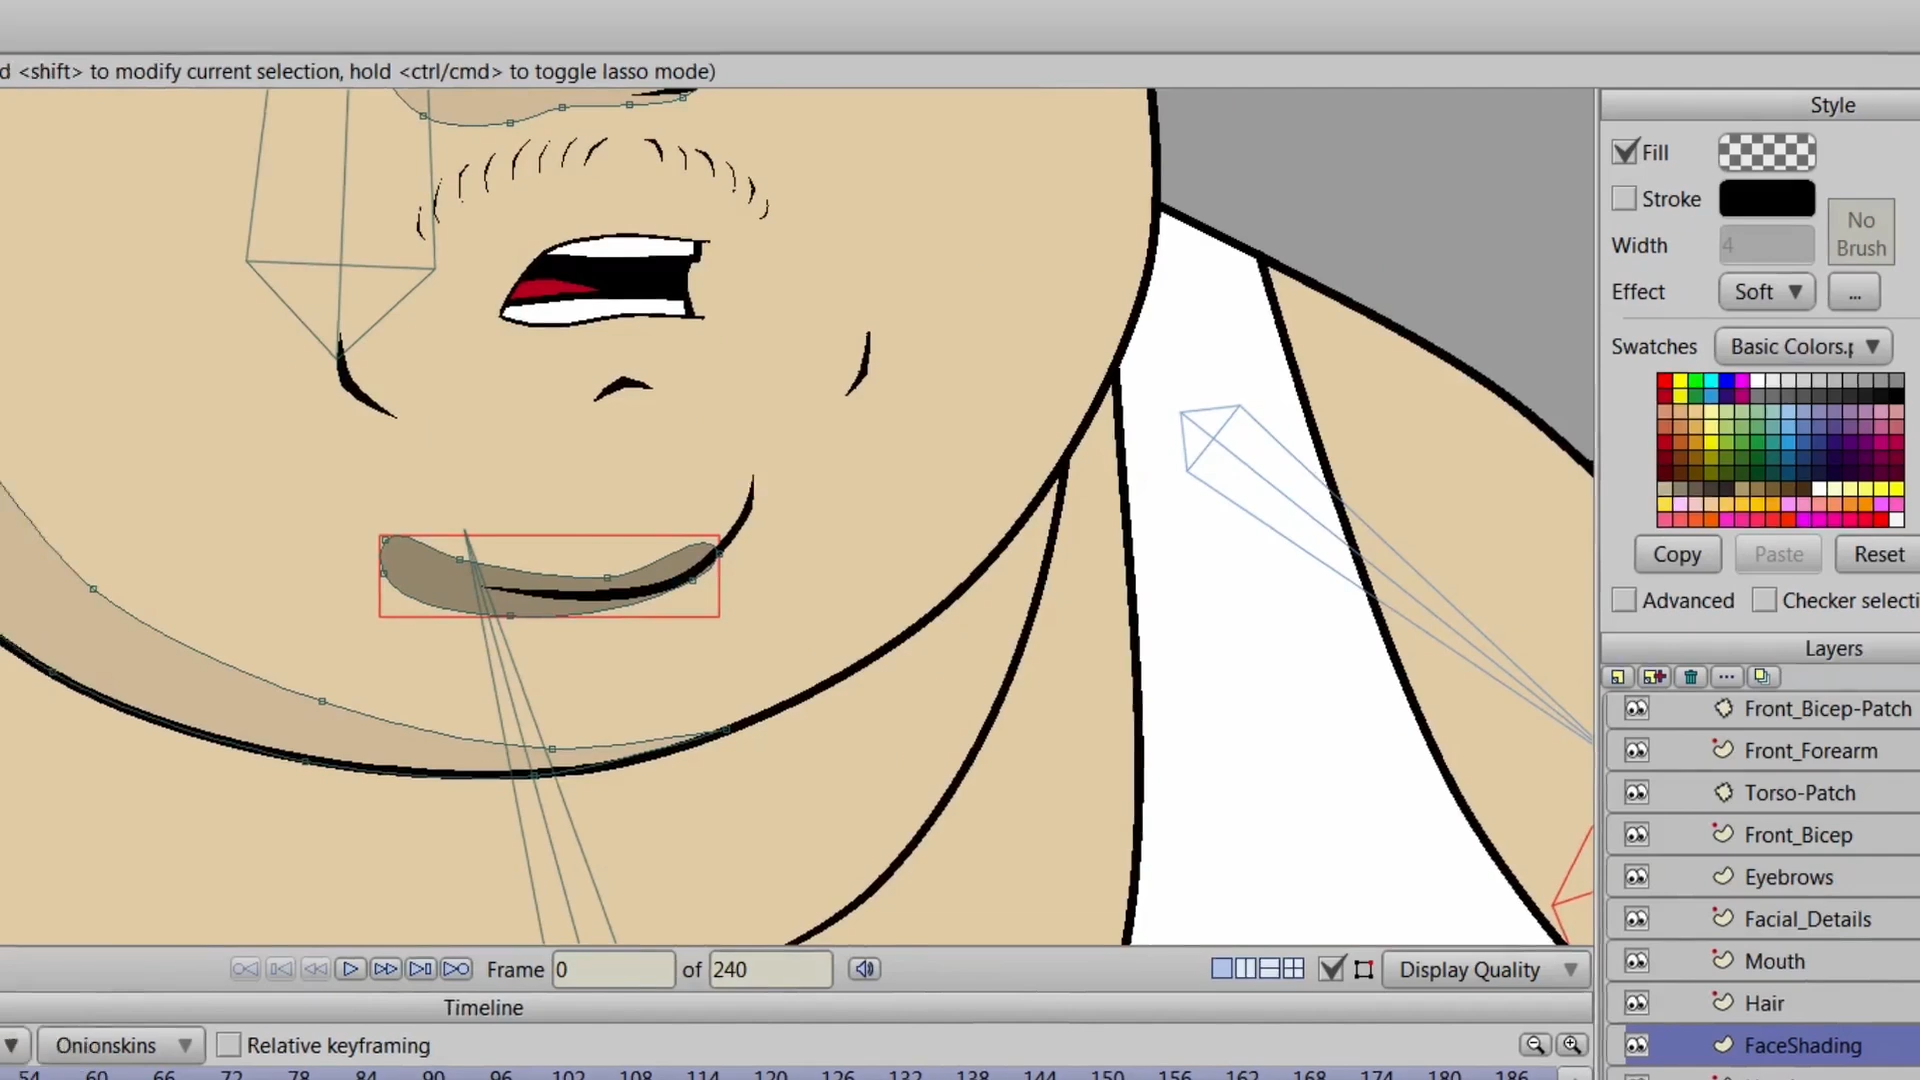 d <shift> to modify current selection, hold <ctrl/cmd> to toggle lasso mode)
Style
Fill
Stroke
Width 4
No Brush
Effect Soft ...
Swatches Basic Colors.p
Copy Paste Reset
Advanced Checker selecti
Layers
Front_Bicep-Patch
Front_Forearm
Torso-Patch
Front_Bicep
Eyebrows
Facial_Details
Mouth
Hair
FaceShading
Frame 0 of 240 Display Quality
Timeline
Onionskins Relative keyframing
54 60 66 72 78 84 90 96 102 108 114 120 126 132 138 144 150 156 162 168 174 180 186